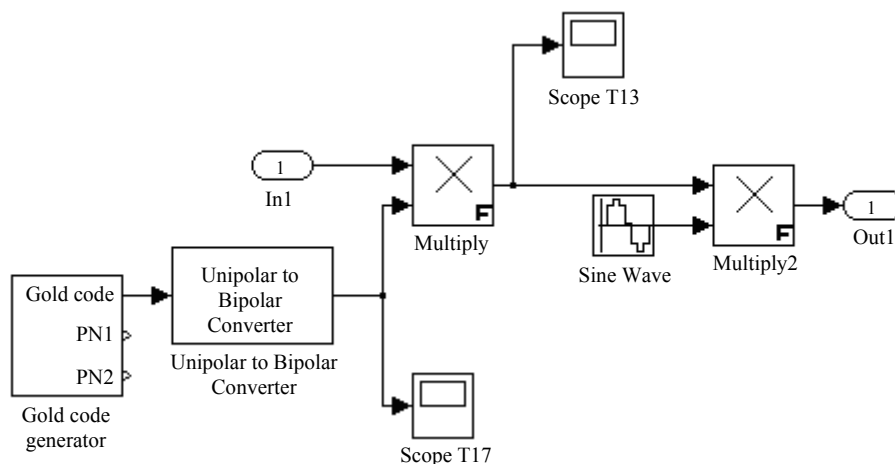 Scope T13
1
In1
F
Multiply
Sine Wave
F
Multiply2
1
Out1
Gold code
PN1
PN2
Gold code
generator
Unipolar to
Bipolar
Converter
Unipolar to Bipolar
Converter
Scope T17